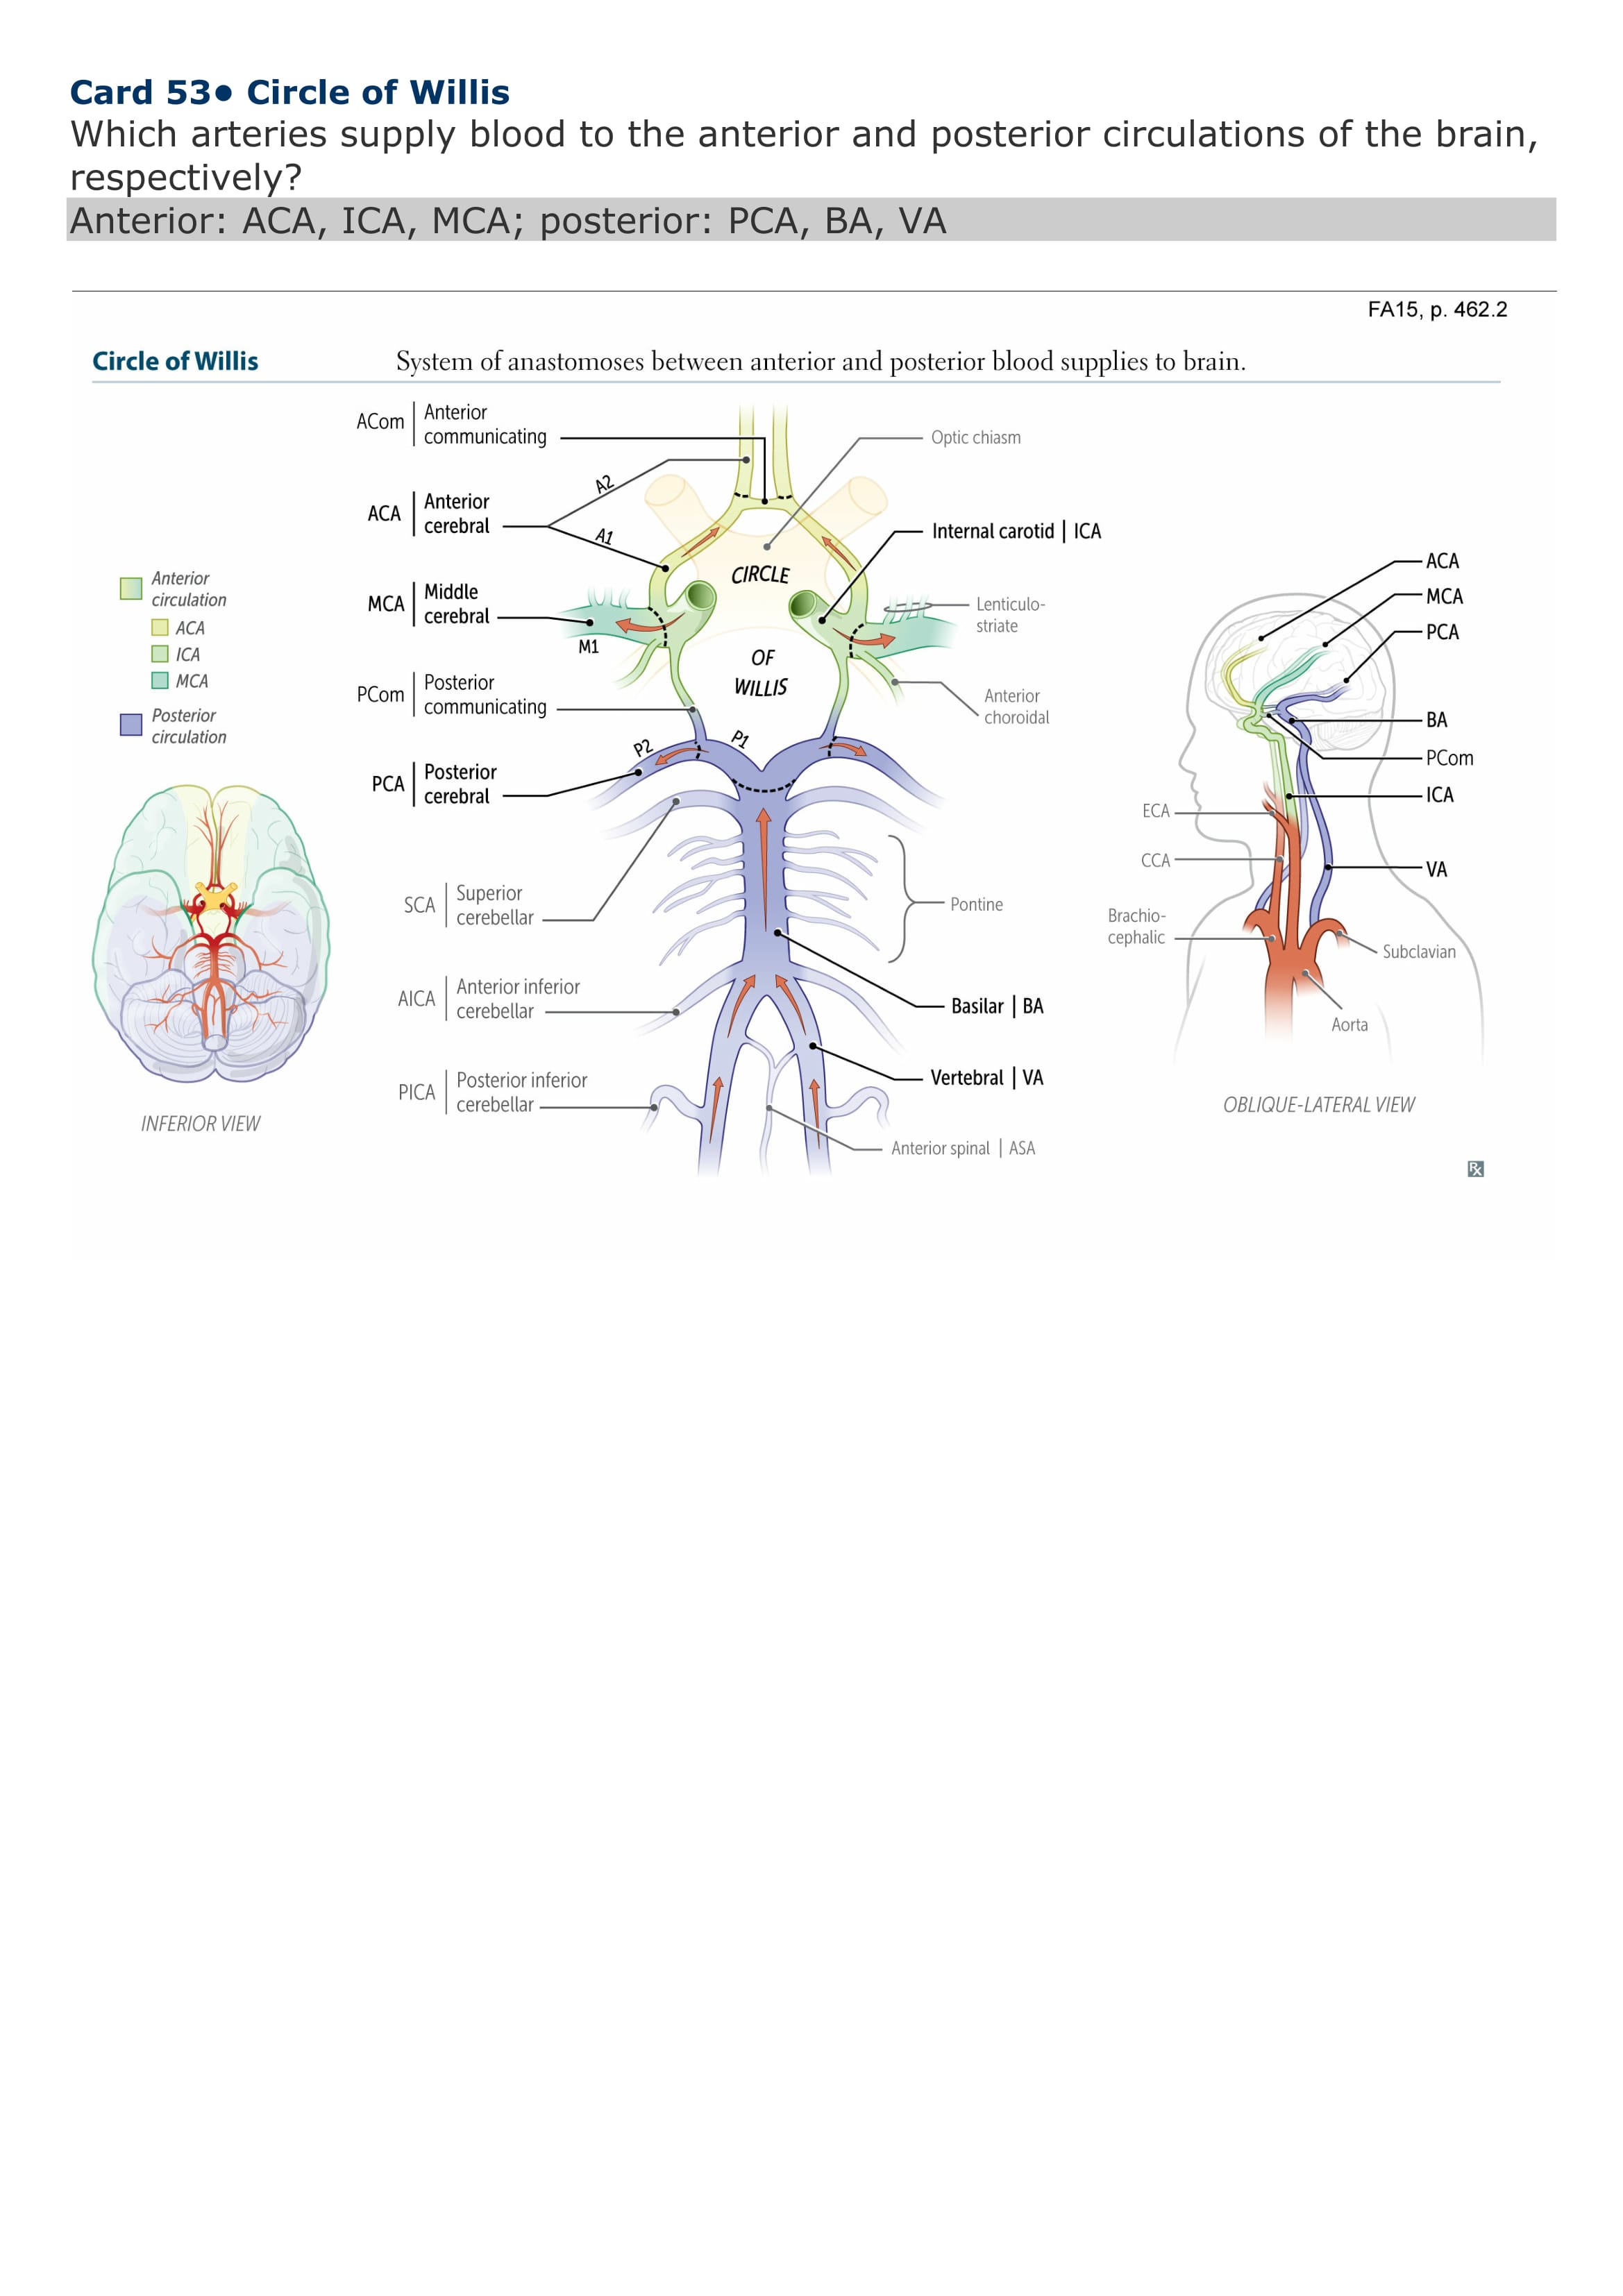 Card 53● Circle of Willis
Which arteries supply blood to the anterior and posterior circulations of the brain,
respectively?
Anterior: ACA, ICA, MCA; posterior: PCA, BA, VA
FA15, p. 462.2
Circle of Willis
System of anastomoses between anterior and posterior blood supplies to brain.
ACom | Anterior
communicating
Optic chiasm
A2
ACA | Anterior
cerebral
A1
Internal carotid | ICA
CIRCLE
OF
WILLIS
MCA | Middle
cerebral
M1
Lenticulo-
striate
PCom | Posterior
communicating
Anterior
choroidal
P2
P1
PCA | Posterior
cerebral
SCA | Superior
cerebellar
Pontine
AICA | Anterior inferior
cerebellar
Basilar | BA
PICA | Posterior inferior
cerebellar
Vertebral | VA
Anterior spinal | ASA
Anterior
circulation
ACA
ICA
MCA
Posterior
circulation
INFERIOR VIEW
ACA
MCA
PCA
BA
PCom
ICA
ECA
CCA
VA
Brachio-
cephalic
Subclavian
Aorta
OBLIQUE-LATERAL VIEW
Rx